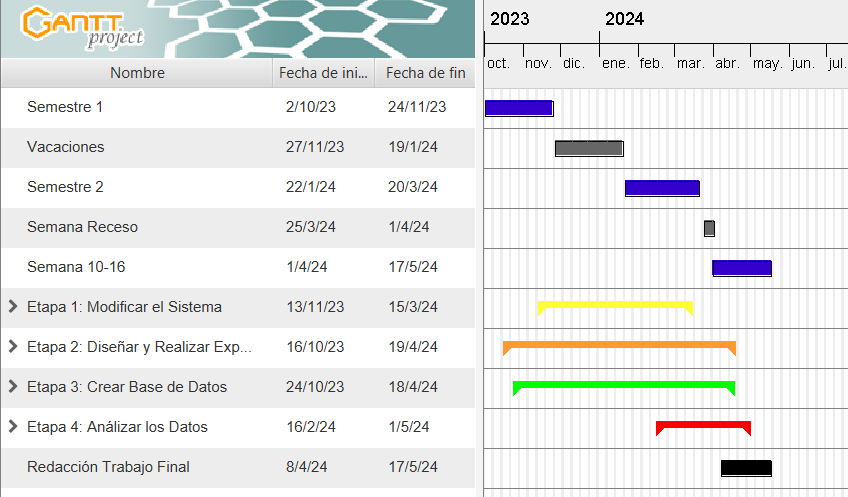 GANTT project
2023 2024
Nombre Fecha de ini... Fecha de fin
oct. nov. dic. ene. feb. mar. abr. may. jun. jul.
Semestre 1 2/10/23 24/11/23
Vacaciones 27/11/23 19/1/24
Semestre 2 22/1/24 20/3/24
Semana Receso 25/3/24 1/4/24
Semana 10-16 1/4/24 17/5/24
Etapa 1: Modificar el Sistema 13/11/23 15/3/24
Etapa 2: Diseñar y Realizar Exp... 16/10/23 19/4/24
Etapa 3: Crear Base de Datos 24/10/23 18/4/24
Etapa 4: Análizar los Datos 16/2/24 1/5/24
Redacción Trabajo Final 8/4/24 17/5/24